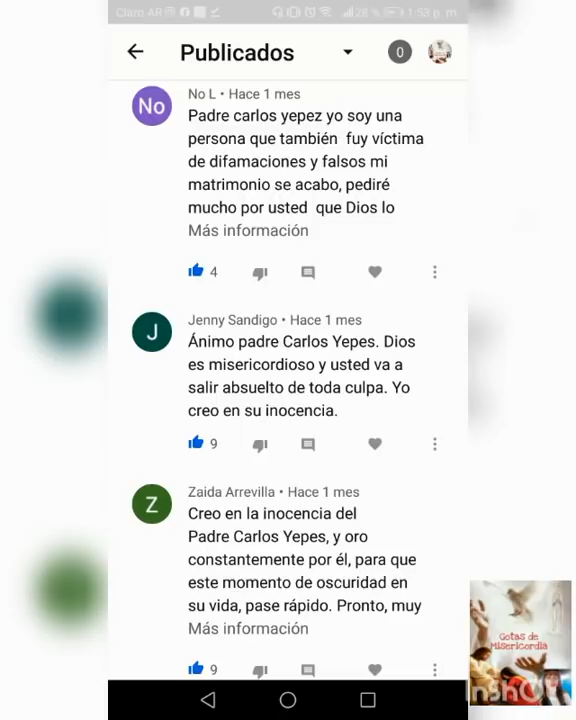 Claro AR
28 %
1:53 p. m.
Publicados
0
No
No L • Hace 1 mes
Padre carlos yepez yo soy una
persona que también fuy víctima
de difamaciones y falsos mi
matrimonio se acabo, pediré
mucho por usted que Dios lo
Más información
4
J
Jenny Sandigo • Hace 1 mes
Ánimo padre Carlos Yepes. Dios
es misericordioso y usted va a
salir absuelto de toda culpa. Yo
creo en su inocencia.
9
Z
Zaida Arrevilla • Hace 1 mes
Creo en la inocencia del
Padre Carlos Yepes, y oro
constantemente por él, para que
este momento de oscuridad en
su vida, pase rápido. Pronto, muy
Más información
9
Gotas de
Misericordia